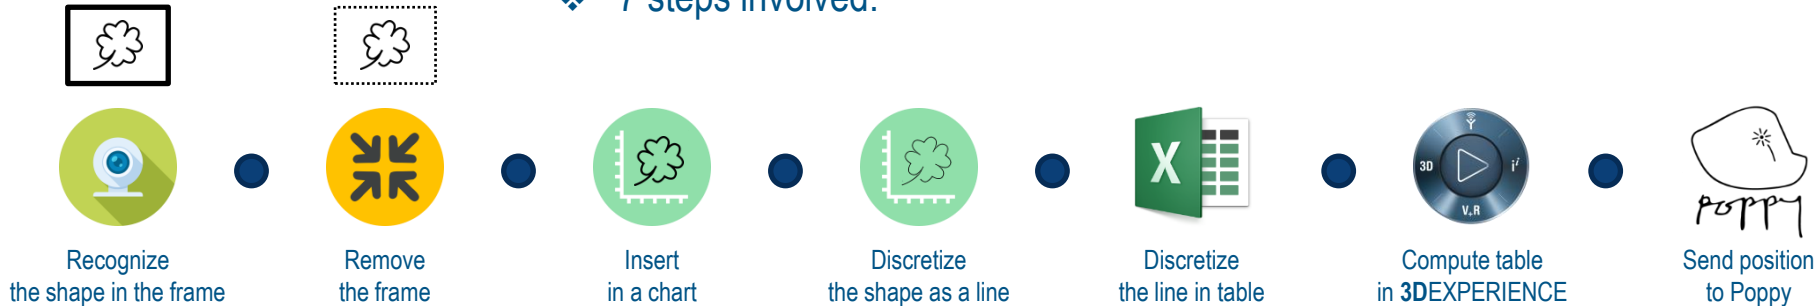 ❖ 7 steps involved:
X
3D
V+R
i
poppy
Recognize
the shape in the frame
Remove
the frame
Insert
in a chart
Discretize
the shape as a line
Discretize
the line in table
Compute table
in 3DEXPERIENCE
Send position
to Poppy